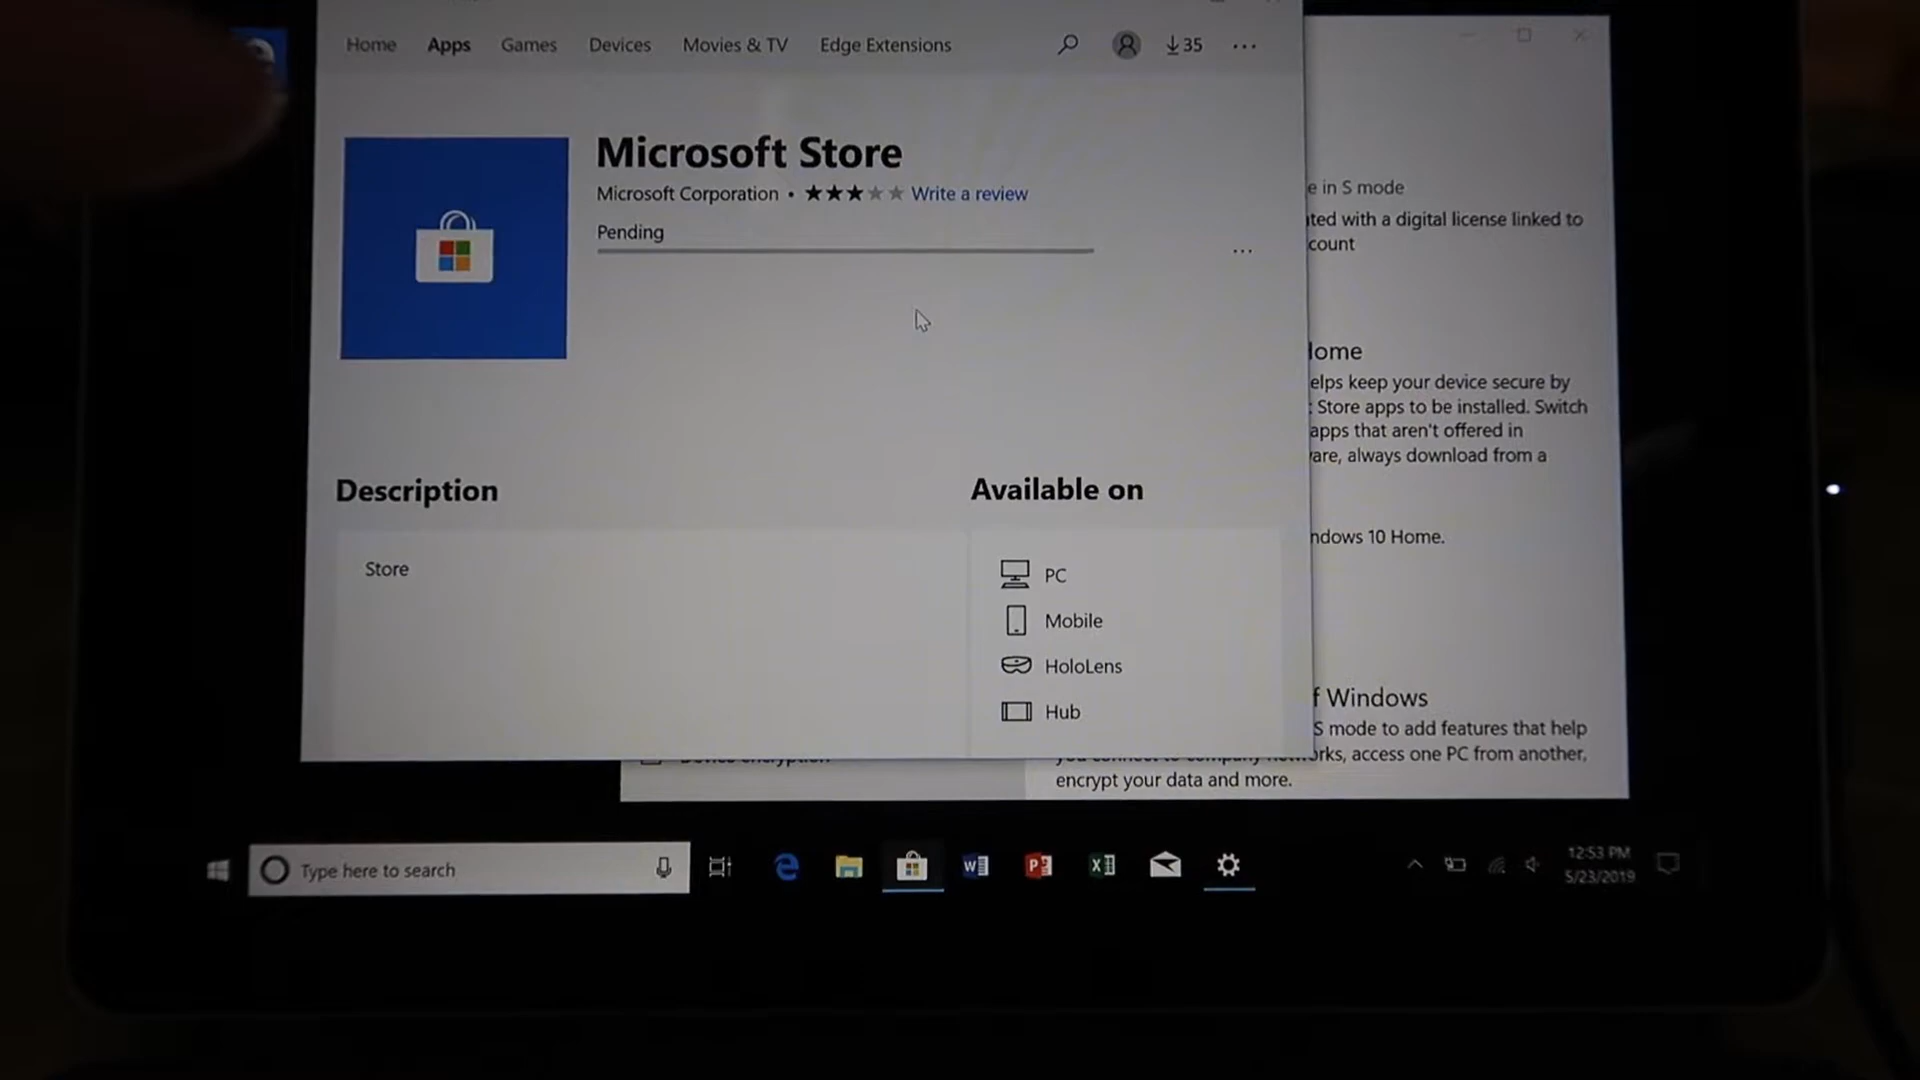 Home Apps Games Devices Movies & TV Edge Extensions 35
Microsoft Store
Microsoft Corporation • Write a review
Pending
Description
Store
Available on
PC
Mobile
HoloLens
Hub
e in S mode
ted with a digital license linked to
count
ome
elps keep your device secure by
Store apps to be installed. Switch
apps that aren't offered in
are, always download from a
ndows 10 Home.
f Windows
S mode to add features that help
orks, access one PC from another,
encrypt your data and more.
Type here to search
12:53 PM
5/23/2019